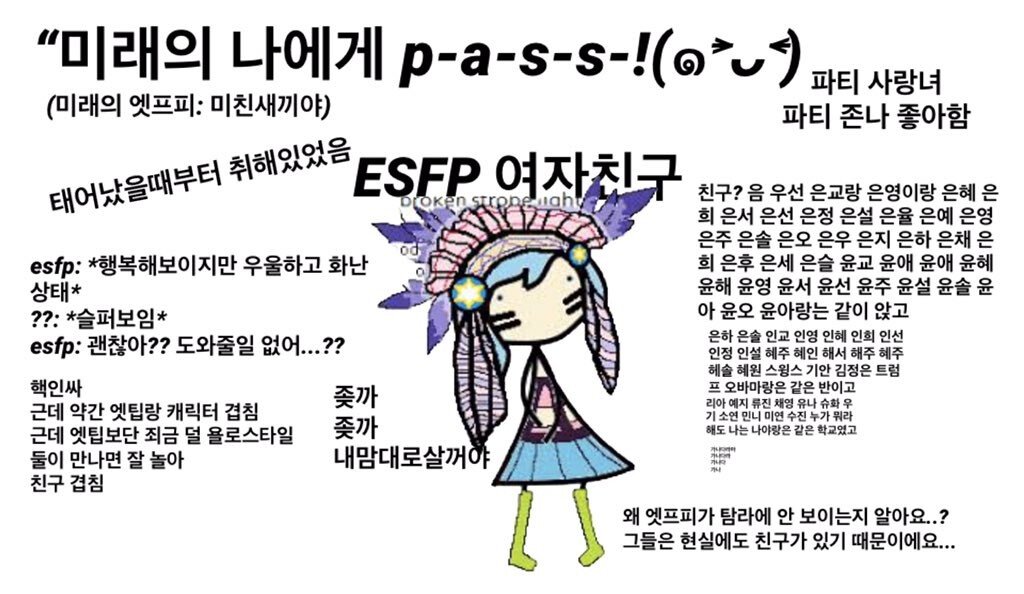 “미래의 나에게 p-a-s-s-!(๑˃̵ᴗ˂̵)
(미래의 엣프피: 미친새끼야)
파티 사랑녀
파티 존나 좋아함
태어났을때부터 취해있었음
ESFP 여자친구
broken strobe light
친구? 음 우선 은교랑 은영이랑 은혜 은
희 은서 은선 은정 은설 은율 은예 은영
은주 은솔 은오 은우 은지 은하 은채 은
희 은후 은세 은슬 윤교 윤애 윤애 윤혜
윤해 윤영 윤서 윤선 윤주 윤설 윤솔 윤
아 윤오 윤아랑는 같이 앉고
은하 은솔 인교 인영 인혜 인희 인선
인정 인설 혜주 혜인 해서 해주 혜주
헤솔 혜원 스윙스 기안 김정은 트럼
프 오바마랑은 같은 반이고
리아 예지 류진 채영 유나 슈화 우
기 소연 민니 미연 수진 누가 뭐라
해도 나는 나야랑은 같은 학교였고
가나다라마
가나다라
가나다
가나
esfp: *행복해보이지만 우울하고 화난
상태*
??: *슬퍼보임*
esfp: 괜찮아?? 도와줄일 없어...??
핵인싸
근데 약간 엣팁랑 캐릭터 겹침
근데 엣팁보단 죄금 덜 욜로스타일
둘이 만나면 잘 놀아
친구 겹침
좆까
좆까
내맘대로살꺼야
왜 엣프피가 탐라에 안 보이는지 알아요..?
그들은 현실에도 친구가 있기 때문이에요...